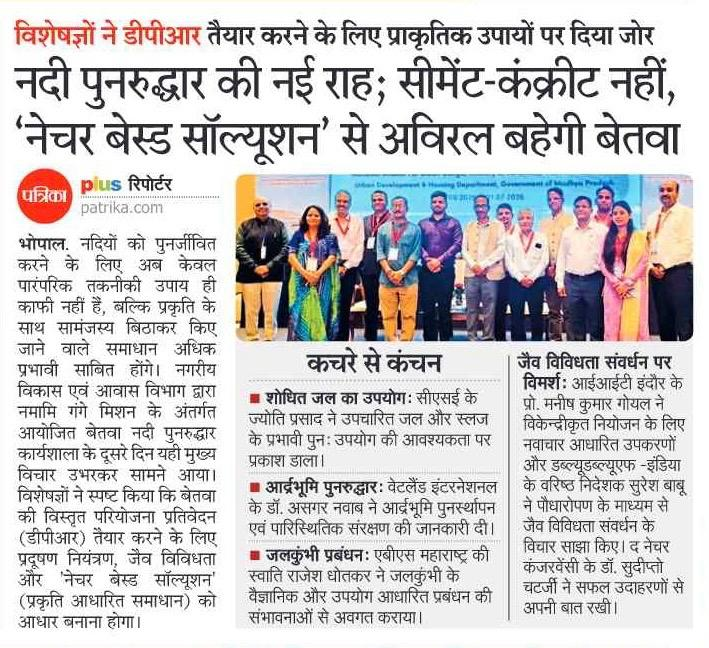 विशेषज्ञों ने डीपीआर तैयार करने के लिए प्राकृतिक उपायों पर दिया जोर
नदी पुनरुद्धार की नई राह; सीमेंट-कंक्रीट नहीं,
‘नेचर बेस्ड सॉल्यूशन’ से अविरल बहेगी बेतवा
पत्रिका
plus रिपोर्टर
patrika.com
भोपाल. नदियों को पुनर्जीवित
करने के लिए अब केवल
पारंपरिक तकनीकी उपाय ही
काफी नहीं हैं, बल्कि प्रकृति के
साथ सामंजस्य बिठाकर किए
जाने वाले समाधान अधिक
प्रभावी साबित होंगे। नगरीय
विकास एवं आवास विभाग द्वारा
नमामि गंगे मिशन के अंतर्गत
आयोजित बेतवा नदी पुनरुद्धार
कार्यशाला के दूसरे दिन यही मुख्य
विचार उभरकर सामने आया।
विशेषज्ञों ने स्पष्ट किया कि बेतवा
की विस्तृत परियोजना प्रतिवेदन
(डीपीआर) तैयार करने के लिए
प्रदूषण नियंत्रण, जैव विविधता
और 'नेचर बेस्ड सॉल्यूशन'
(प्रकृति आधारित समाधान) को
आधार बनाना होगा।
Urban Development & Housing Department, Government of Madhya Pradesh
कचरे से कंचन
■ शोधित जल का उपयोग: सीएसई के
ज्योति प्रसाद ने उपचारित जल और स्लज
के प्रभावी पुनः उपयोग की आवश्यकता पर
प्रकाश डाला।
■ आर्द्रभूमि पुनरुद्धार: वेटलैंड इंटरनेशनल
के डॉ. असगर नवाब ने आर्द्रभूमि पुनर्स्थापन
एवं पारिस्थितिक संरक्षण की जानकारी दी।
■ जलकुंभी प्रबंधन: एबीएस महाराष्ट्र की
स्वाति राजेश धोतकर ने जलकुंभी के
वैज्ञानिक और उपयोग आधारित प्रबंधन की
संभावनाओं से अवगत कराया।
जैव विविधता संवर्धन पर
विमर्श: आईआईटी इंदौर के
प्रो. मनीष कुमार गोयल ने
विकेन्द्रीकृत नियोजन के लिए
नवाचार आधारित उपकरणों
और डब्ल्यूडब्ल्यूएफ -इंडिया
के वरिष्ठ निदेशक सुरेश बाबू
ने पौधारोपण के माध्यम से
जैव विविधता संवर्धन के
विचार साझा किए। द नेचर
कंजरवेंसी के डॉ. सुदीप्तो
चटर्जी ने सफल उदाहरणों से
अपनी बात रखी।